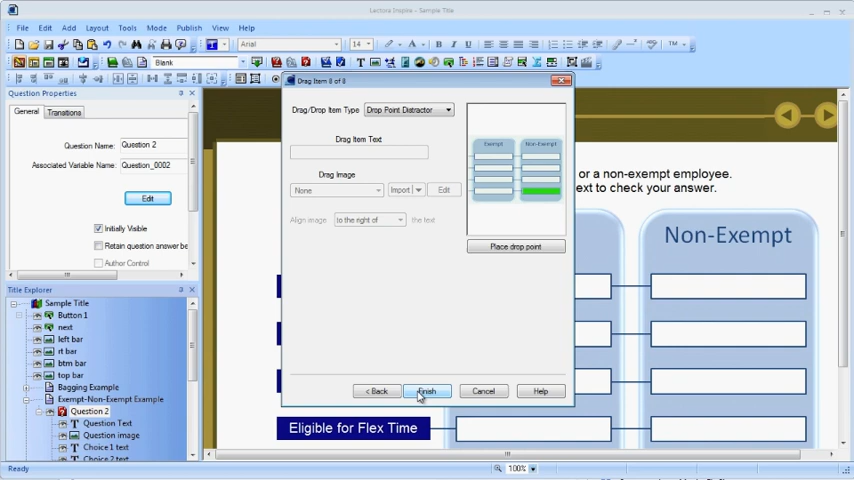 Lectora Inspire - Sample Title
File Edit Add Layout Tools Mode Publish View Help
Arial 14 B I U TM
Blank
Question Properties
General Transitions
Question Name: Question 2
Associated Variable Name: Question_0002
Edit
Initially Visible
Retain question answer be
Author Control
Title Explorer
Sample Title
Button 1
next
left bar
rt bar
btm bar
top bar
Bagging Example
Exempt-Non-Exempt Example
Question 2
Question Text
Question image
Choice 1 text
Choice 2 text
Drag Item 8 of 8
Drag/Drop Item Type Drop Point Distractor
Drag Item Text
Drag Image
None Import Edit
Align image to the right of the text
Exempt Non-Exempt
Place drop point
< Back Finish Cancel Help
or a non-exempt employee.
ext to check your answer.
Non-Exempt
Eligible for Flex Time
Ready 100%